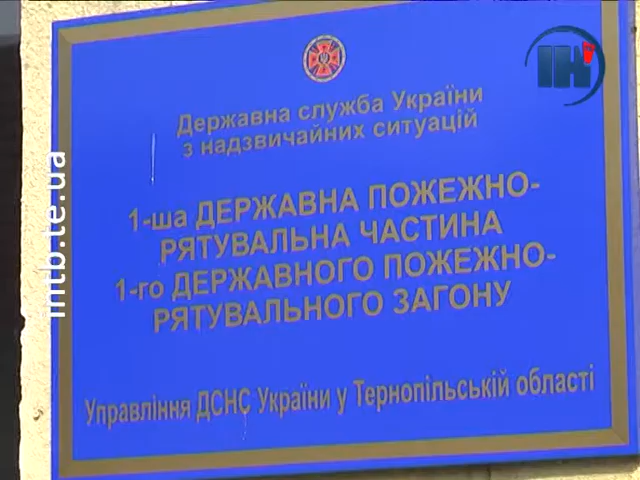 ІН
Державна служба України
з надзвичайних ситуацій
1-ша ДЕРЖАВНА ПОЖЕЖНО-
РЯТУВАЛЬНА ЧАСТИНА
1-го ДЕРЖАВНОГО ПОЖЕЖНО-
РЯТУВАЛЬНОГО ЗАГОНУ
Управління ДСНС України у Тернопільській області
intb.te.ua